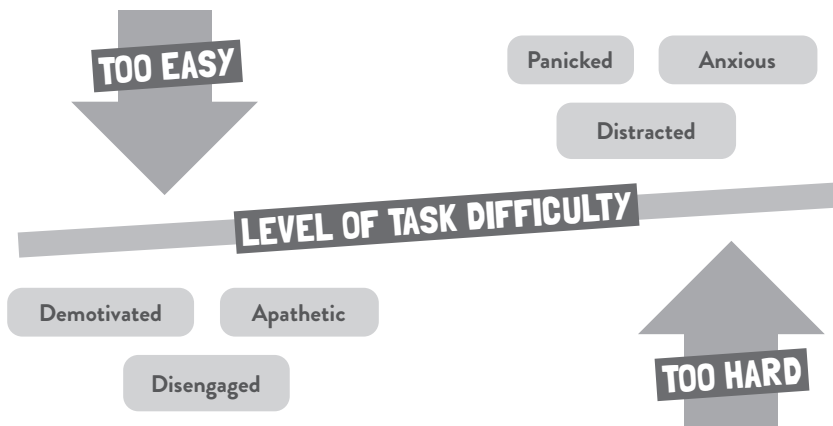 TOO EASY
Panicked
Anxious
Distracted
LEVEL OF TASK DIFFICULTY
Demotivated
Apathetic
Disengaged
TOO HARD